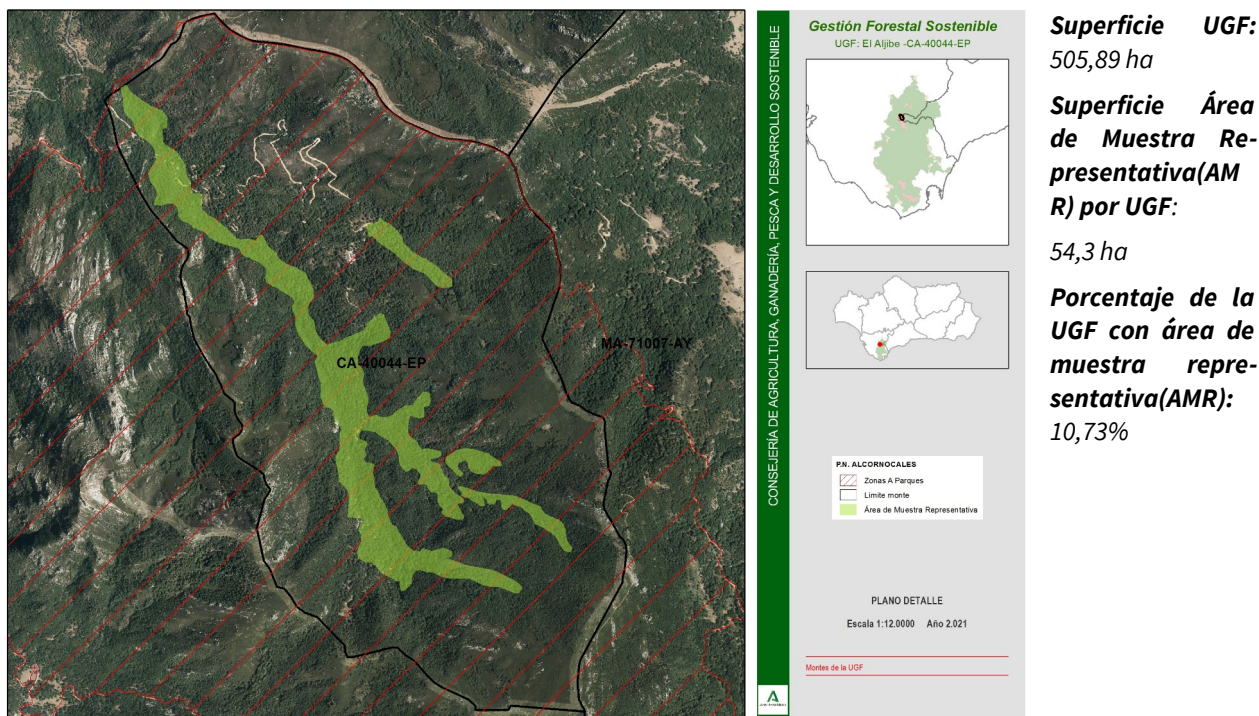 MA-71007-AY
CA-40044-EP
CONSEJERÍA DE AGRICULTURA, GANADERÍA, PESCA Y DESARROLLO SOSTENIBLE
Gestión Forestal Sostenible
UGF: El Aljibe -CA-40044-EP
P.N. ALCORNOCALES
Zonas A Parques
Limite monte
Área de Muestra Representativa
PLANO DETALLE
Escala 1:12.0000 Año 2.021
Montes de la UGF
Superficie UGF:
505,89 ha
Superficie Área
de Muestra Re-
presentativa(AM
R) por UGF:
54,3 ha
Porcentaje de la
UGF con área de
muestra repre-
sentativa(AMR):
10,73%